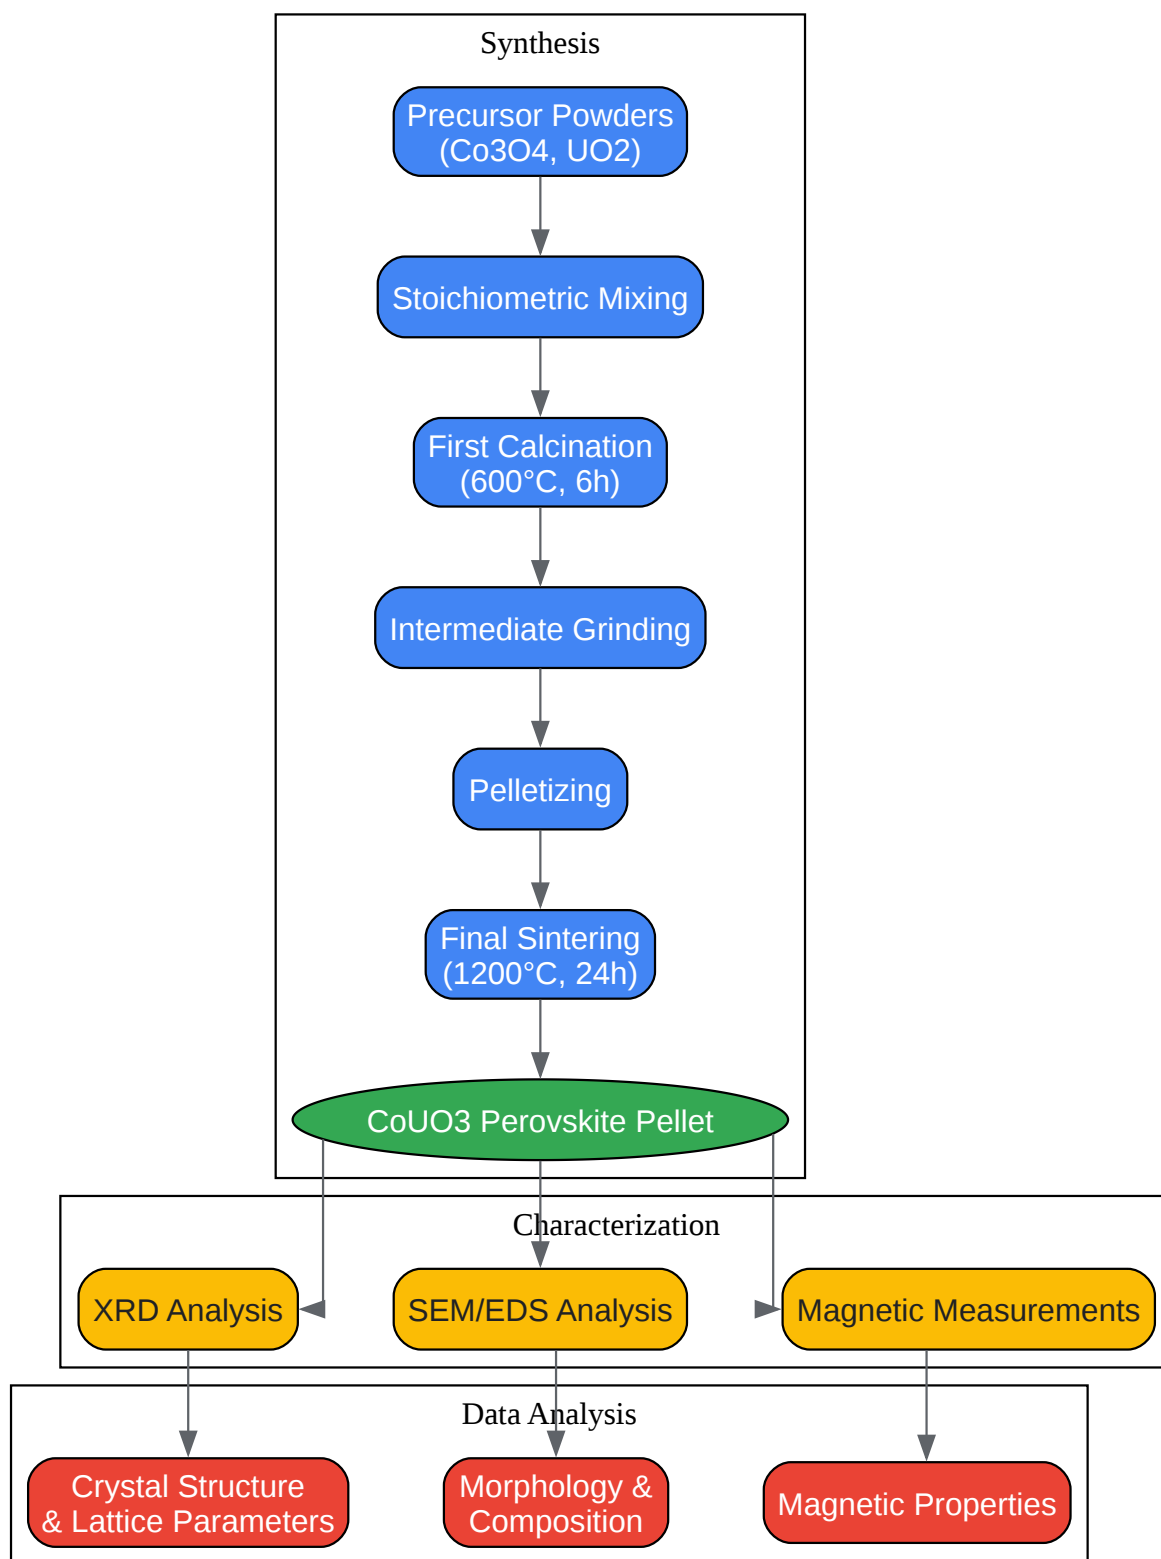 Synthesis
Precursor Powders
(Co3O4, UO2)
Stoichiometric Mixing
First Calcination
(600°C, 6h)
Intermediate Grinding
Pelletizing
Final Sintering
(1200°C, 24h)
CoUO3 Perovskite Pellet
Characterization
XRD Analysis
SEM/EDS Analysis
Magnetic Measurements
Data Analysis
Crystal Structure
& Lattice Parameters
Morphology &
Composition
Magnetic Properties